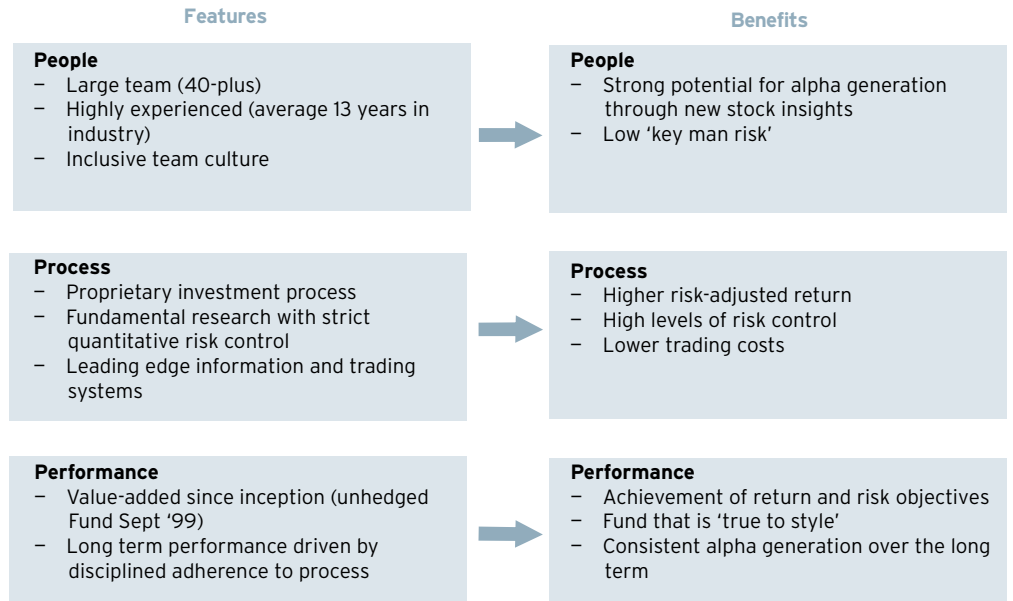 Features
Benefits
People
– Large team (40-plus)
– Highly experienced (average 13 years in
industry)
– Inclusive team culture
People
– Strong potential for alpha generation
through new stock insights
– Low ‘key man risk’
Process
– Proprietary investment process
– Fundamental research with strict
quantitative risk control
– Leading edge information and trading
systems
Process
– Higher risk-adjusted return
– High levels of risk control
– Lower trading costs
Performance
– Value-added since inception (unhedged
Fund Sept ‘99)
– Long term performance driven by
disciplined adherence to process
Performance
– Achievement of return and risk objectives
– Fund that is ‘true to style’
– Consistent alpha generation over the long
term